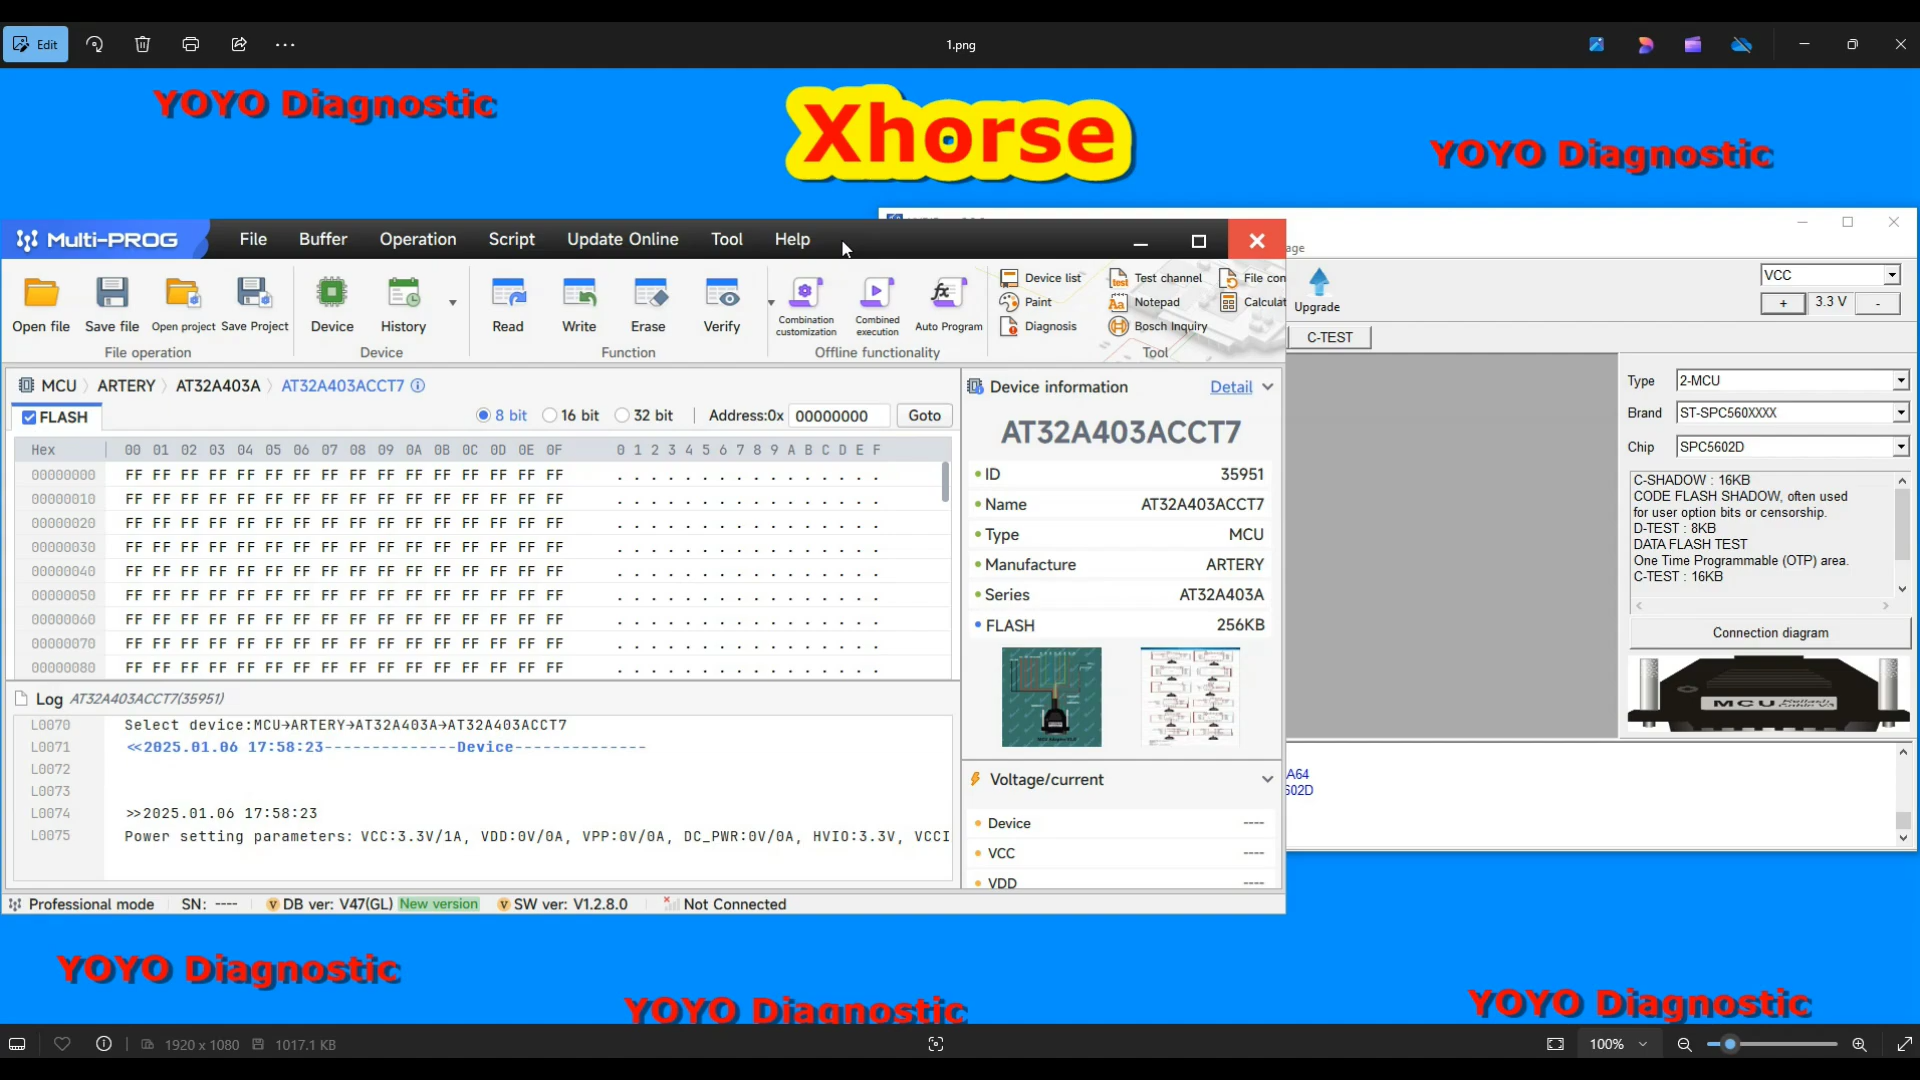 Edit
1.png
YOYO Diagnostic
Xhorse
YOYO Diagnostic
Multi-PROG
File Buffer Operation Script Update Online Tool Help
Open file Save file Open project Save Project
File operation
Device History
Device
Read Write Erase Verify
Function
Combination customization Combined execution Auto Program
Offline functionality
Device list Test channel File con
Paint Notepad Calculat
Diagnosis Bosch Inquiry
Tool
age
Upgrade
VCC
+ 3.3 V -
C-TEST
MCU ARTERY AT32A403A AT32A403ACCT7
FLASH
8 bit 16 bit 32 bit Address:0x 00000000 Goto
Hex 00 01 02 03 04 05 06 07 08 09 0A 0B 0C 0D 0E 0F 0 1 2 3 4 5 6 7 8 9 A B C D E F
00000000 FF FF FF FF FF FF FF FF FF FF FF FF FF FF FF FF . . . . . . . . . . . . . . . .
00000010 FF FF FF FF FF FF FF FF FF FF FF FF FF FF FF FF . . . . . . . . . . . . . . . .
00000020 FF FF FF FF FF FF FF FF FF FF FF FF FF FF FF FF . . . . . . . . . . . . . . . .
00000030 FF FF FF FF FF FF FF FF FF FF FF FF FF FF FF FF . . . . . . . . . . . . . . . .
00000040 FF FF FF FF FF FF FF FF FF FF FF FF FF FF FF FF . . . . . . . . . . . . . . . .
00000050 FF FF FF FF FF FF FF FF FF FF FF FF FF FF FF FF . . . . . . . . . . . . . . . .
00000060 FF FF FF FF FF FF FF FF FF FF FF FF FF FF FF FF . . . . . . . . . . . . . . . .
00000070 FF FF FF FF FF FF FF FF FF FF FF FF FF FF FF FF . . . . . . . . . . . . . . . .
00000080 FF FF FF FF FF FF FF FF FF FF FF FF FF FF FF FF . . . . . . . . . . . . . . . .
Log AT32A403ACCT7(35951)
L0070 Select device:MCU→ARTERY→AT32A403A→AT32A403ACCT7
L0071 <<2025.01.06 17:58:23--------------Device--------------
L0072
L0073
L0074 >>2025.01.06 17:58:23
L0075 Power setting parameters: VCC:3.3V/1A, VDD:0V/0A, VPP:0V/0A, DC_PWR:0V/0A, HVIO:3.3V, VCCI
Device information Detail
AT32A403ACCT7
ID 35951
Name AT32A403ACCT7
Type MCU
Manufacture ARTERY
Series AT32A403A
FLASH 256KB
Voltage/current
Device ----
VCC ----
VDD ----
Type 2-MCU
Brand ST-SPC560XXXX
Chip SPC5602D
C-SHADOW : 16KB
CODE FLASH SHADOW, often used
for user option bits or censorship.
D-TEST : 8KB
DATA FLASH TEST
One Time Programmable (OTP) area.
C-TEST : 16KB
Connection diagram
MCU
A64
602D
Professional mode SN: ---- DB ver: V47(GL) New version SW ver: V1.2.8.0 Not Connected
YOYO Diagnostic
YOYO Diagnostic
YOYO Diagnostic
1920 x 1080 1017.1 KB
100%